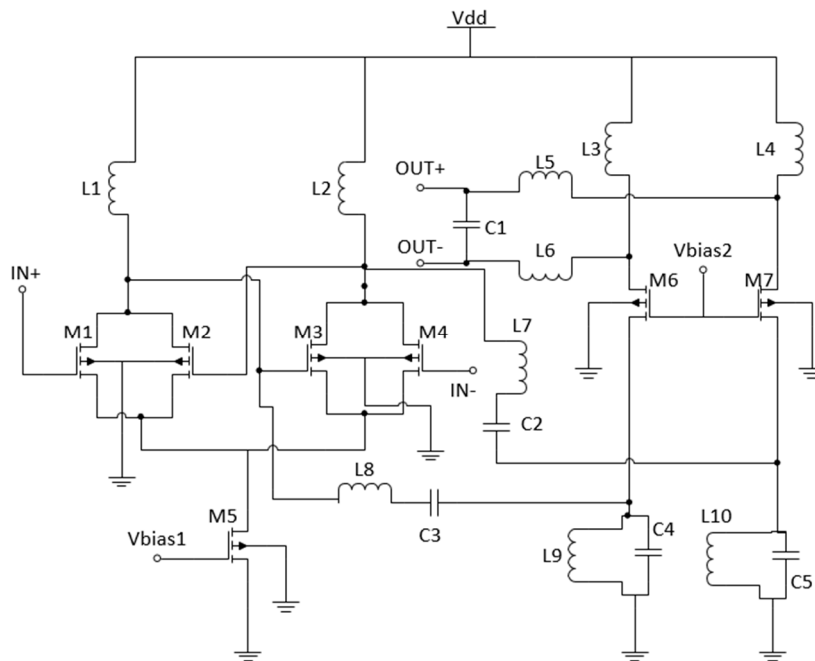 Vdd
L1
L2
L3
L4
OUT+
L5
C1
OUT-
L6
Vbias2
IN+
M6
M7
M1
M2
M3
M4
L7
IN-
C2
L8
C3
M5
Vbias1
L9
C4
L10
C5